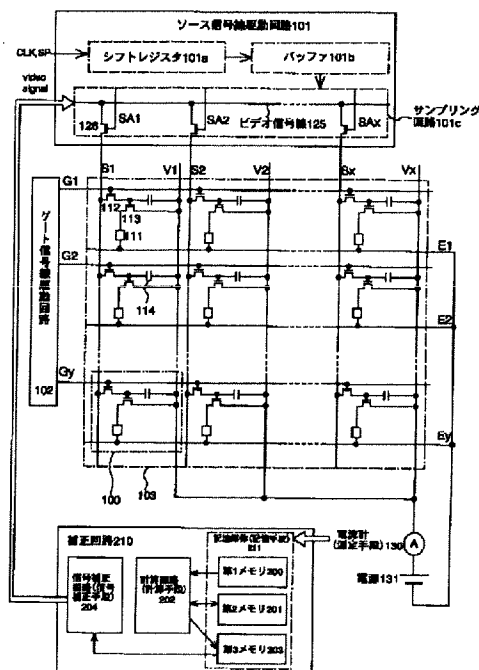 ソース信号線駆動回路101
CLK,SP
シフトレジスタ101a
バッファ101b
video
signal
SA1
SA2
SAx
ビデオ信号線125
サンプリング
回路101c
126
S1
V1
S2
V2
Sx
Vx
G1
112
113
111
E1
G2
114
E2
ゲート信号線駆動回路
102
Gy
Ey
100
103
補正回路210
記憶媒体(記憶手段)
211
電流計
(測定手段)130
A
電源131
信号補正
回路(信号
補正手段)
204
計算回路
(計算手段)
202
第1メモリ200
第2メモリ201
第3メモリ203